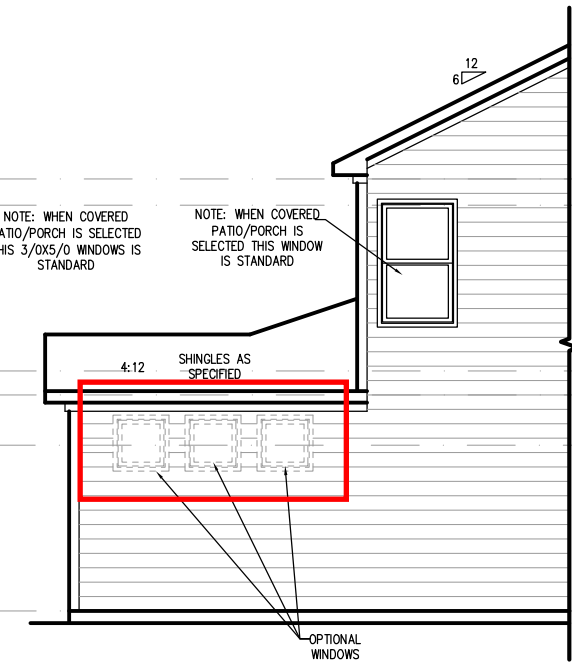 12
6
NOTE: WHEN COVERED
ATIO/PORCH IS SELECTED
HIS 3/0X5/0 WINDOWS IS
STANDARD
NOTE: WHEN COVERED
PATIO/PORCH IS
SELECTED THIS WINDOW
IS STANDARD
4:12
SHINGLES AS
SPECIFIED
OPTIONAL
WINDOWS